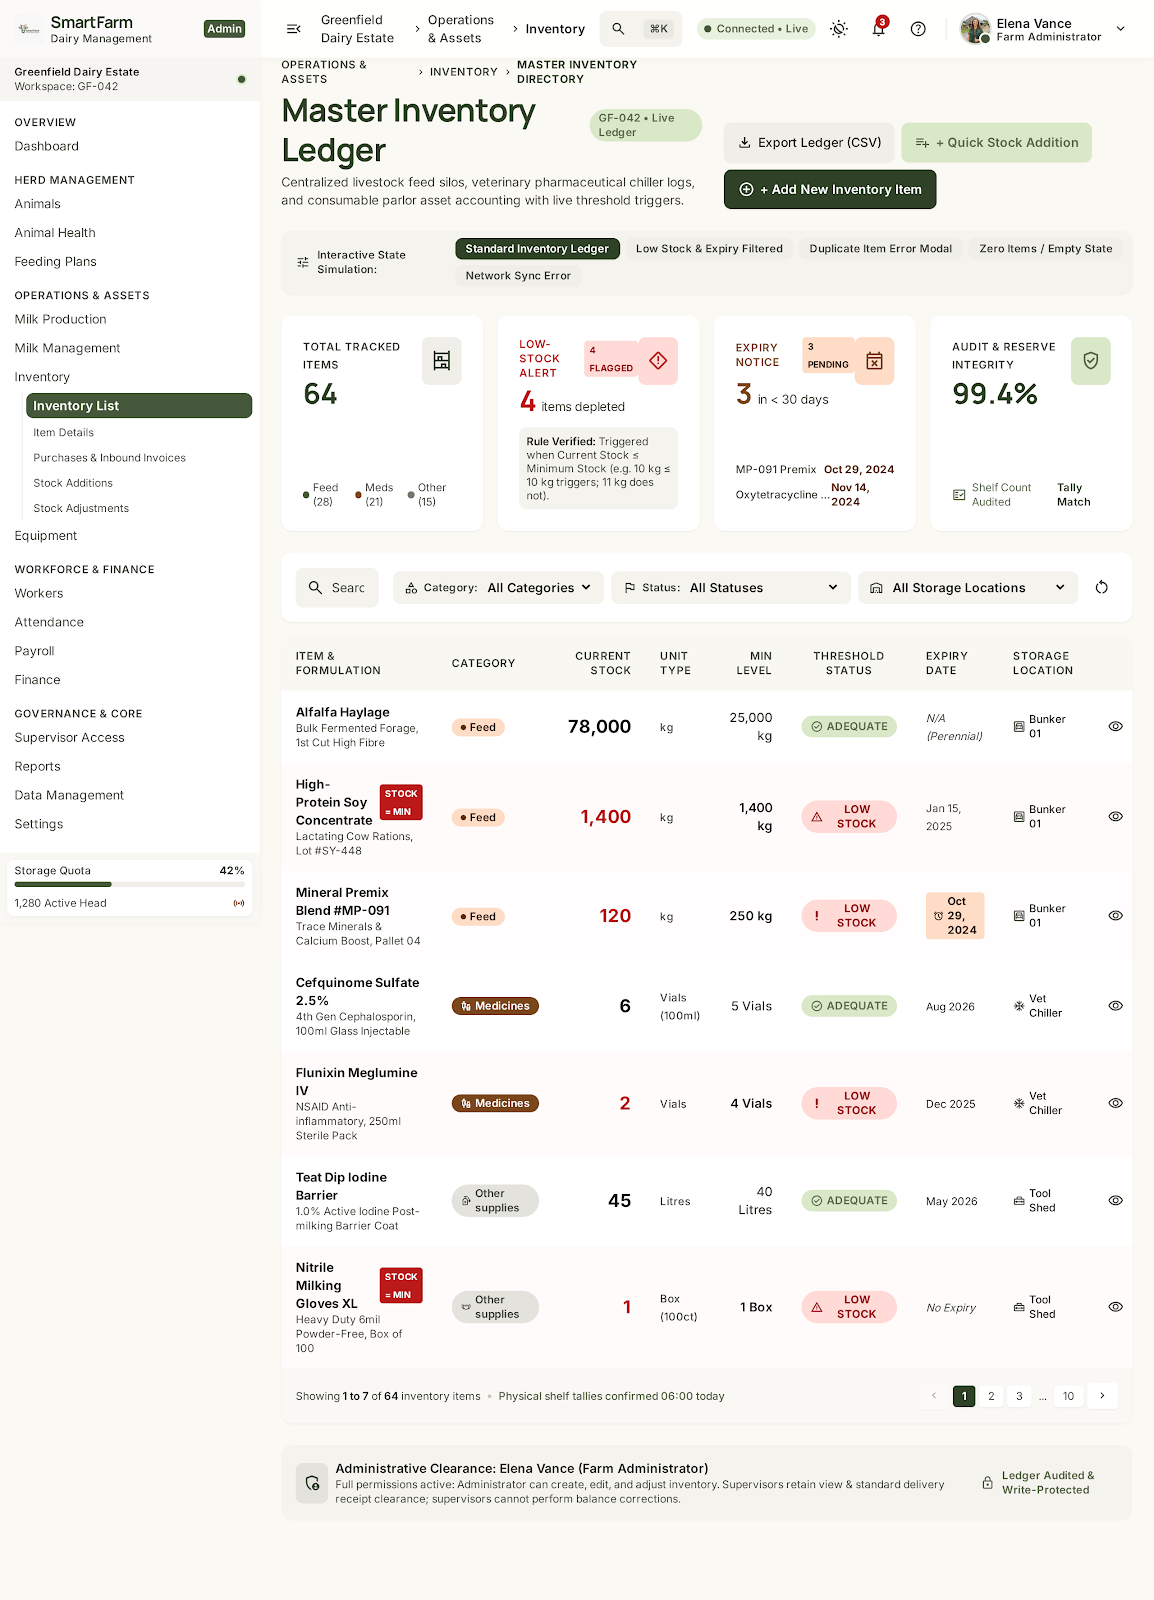 SmartFarm
Dairy Management
Admin
Greenfield Dairy Estate
Workspace: GF-042
OVERVIEW
Dashboard
HERD MANAGEMENT
Animals
Animal Health
Feeding Plans
OPERATIONS & ASSETS
Milk Production
Milk Management
Inventory
Inventory List
Item Details
Purchases & Inbound Invoices
Stock Additions
Stock Adjustments
Equipment
WORKFORCE & FINANCE
Workers
Attendance
Payroll
Finance
GOVERNANCE & CORE
Supervisor Access
Reports
Data Management
Settings
Storage Quota 42%
1,280 Active Head
Greenfield Dairy Estate › Operations & Assets › Inventory
⌘K
Connected • Live
3
Elena Vance
Farm Administrator
OPERATIONS & ASSETS › INVENTORY › MASTER INVENTORY DIRECTORY
Master Inventory
Ledger
GF-042 • Live
Ledger
Centralized livestock feed silos, veterinary pharmaceutical chiller logs,
and consumable parlor asset accounting with live threshold triggers.
Export Ledger (CSV)
+ Quick Stock Addition
+ Add New Inventory Item
Interactive State
Simulation:
Standard Inventory Ledger
Low Stock & Expiry Filtered
Duplicate Item Error Modal
Zero Items / Empty State
Network Sync Error
TOTAL TRACKED
ITEMS
64
Feed (28)
Meds (21)
Other (15)
LOW-
STOCK
ALERT
4
FLAGGED
4 items depleted
Rule Verified: Triggered
when Current Stock ≤
Minimum Stock (e.g. 10 kg ≤
10 kg triggers; 11 kg does
not).
EXPIRY
NOTICE
3
PENDING
3 in < 30 days
MP-091 Premix Oct 29, 2024
Oxytetracycline ... Nov 14, 2024
AUDIT & RESERVE
INTEGRITY
99.4%
Shelf Count
Audited
Tally
Match
Searc
Category: All Categories
Status: All Statuses
All Storage Locations
ITEM & FORMULATION
CATEGORY
CURRENT STOCK
UNIT TYPE
MIN LEVEL
THRESHOLD STATUS
EXPIRY DATE
STORAGE LOCATION
Alfalfa Haylage
Bulk Fermented Forage,
1st Cut High Fibre
Feed
78,000
kg
25,000 kg
ADEQUATE
N/A (Perennial)
Bunker 01
High-
Protein Soy
Concentrate
STOCK
= MIN
Lactating Cow Rations,
Lot #SY-448
Feed
1,400
kg
1,400 kg
LOW STOCK
Jan 15, 2025
Bunker 01
Mineral Premix
Blend #MP-091
Trace Minerals &
Calcium Boost, Pallet 04
Feed
120
kg
250 kg
! LOW STOCK
Oct 29, 2024
Bunker 01
Cefquinome Sulfate
2.5%
4th Gen Cephalosporin,
100ml Glass Injectable
Medicines
6
Vials (100ml)
5 Vials
ADEQUATE
Aug 2026
Vet Chiller
Flunixin Meglumine
IV
NSAID Anti-
inflammatory, 250ml
Sterile Pack
Medicines
2
Vials
4 Vials
! LOW STOCK
Dec 2025
Vet Chiller
Teat Dip Iodine
Barrier
1.0% Active Iodine Post-
milking Barrier Coat
Other supplies
45
Litres
40 Litres
ADEQUATE
May 2026
Tool Shed
Nitrile
Milking
Gloves XL
STOCK
= MIN
Heavy Duty 6mil
Powder-Free, Box of
100
Other supplies
1
Box (100ct)
1 Box
LOW STOCK
No Expiry
Tool Shed
Showing 1 to 7 of 64 inventory items • Physical shelf tallies confirmed 06:00 today
‹ 1 2 3 ... 10 ›
Administrative Clearance: Elena Vance (Farm Administrator)
Full permissions active: Administrator can create, edit, and adjust inventory. Supervisors retain view & standard delivery
receipt clearance; supervisors cannot perform balance corrections.
Ledger Audited &
Write-Protected